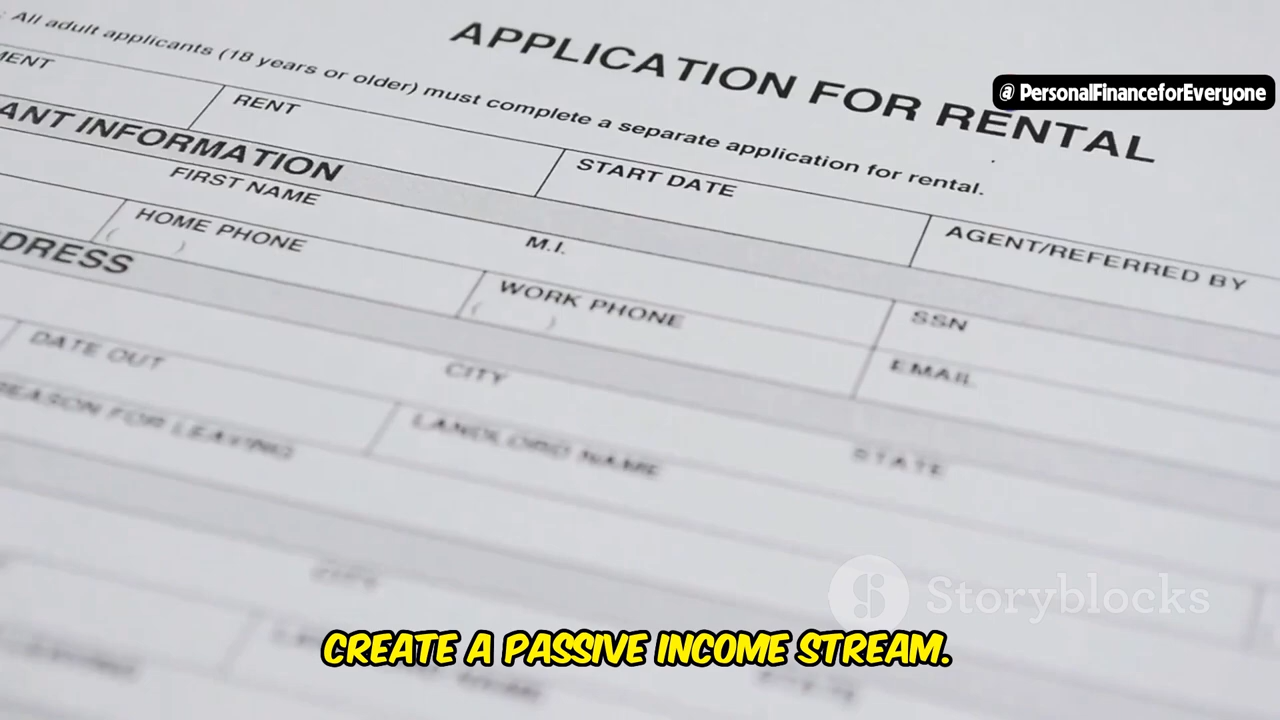 APPLICATION FOR RENTAL
@ PersonalFinanceforEveryone
: All adult applicants (18 years or older) must complete a separate application for rental.
MENT
RENT
START DATE
AGENT/REFERRED BY
ANT INFORMATION
FIRST NAME
M.I.
SSN
HOME PHONE
( )
WORK PHONE
( )
EMAIL
DDRESS
DATE OUT
CITY
STATE
REASON FOR LEAVING
LANDLORD NAME
CITY
Storyblocks
CREATE A PASSIVE INCOME STREAM.